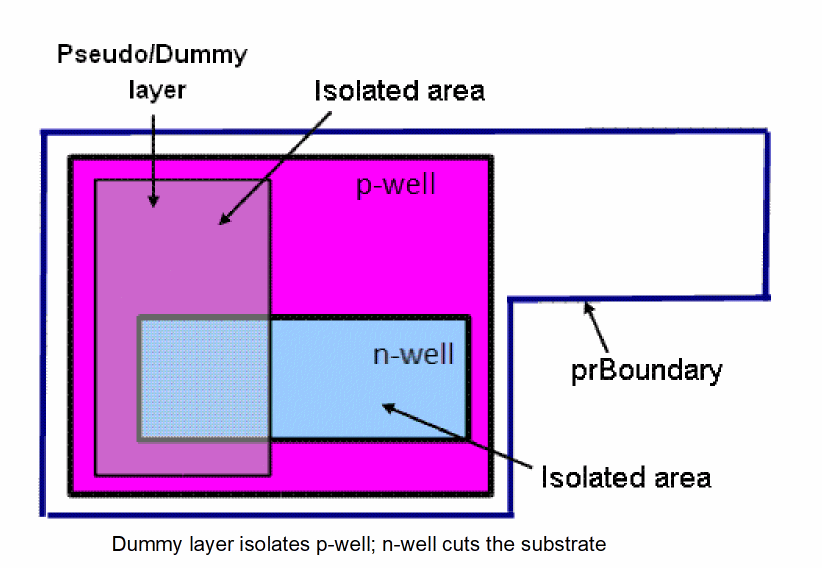 Pseudo/Dummy
layer
Isolated area
p-well
n-well
prBoundary
Isolated area
Dummy layer isolates p-well; n-well cuts the substrate